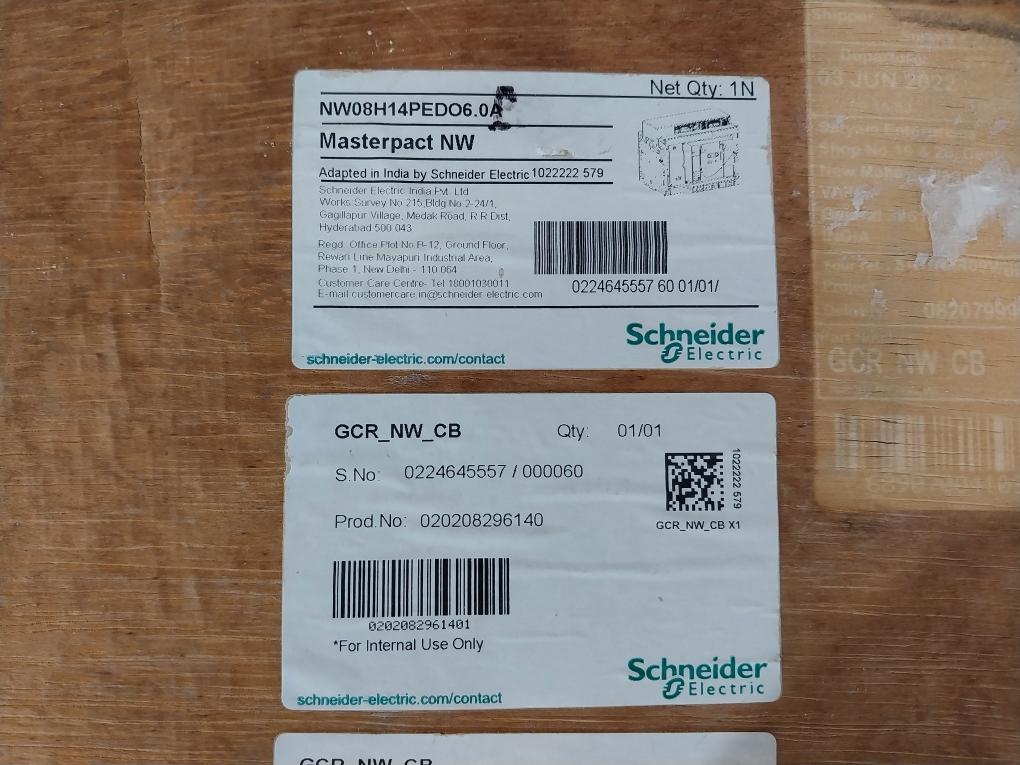 Net Qty: 1N
NW08H14PEDO6.0A
Masterpact NW
Adapted in India by Schneider Electric 1022222 579
Schneider Electric India Pvt. Ltd
Works:Survey No 215,Bldg No 2-24/1,
Gagillapur Village, Medak Road, R R Dist,
Hyderabad 500 043
Regd. Office Plot No B-12, Ground Floor,
Rewari Line Mayapuri Industrial Area,
Phase 1, New Delhi - 110 064
Customer Care Centre- Tel 18001030011
E-mail customercare in@schneider-electric.com
0224645557 60 01/01/
Schneider
Electric
schneider-electric.com/contact
GCR_NW_CB Qty: 01/01
S.No: 0224645557 / 000060
1022222 579
Prod.No: 020208296140
GCR_NW_CB X1
0202082961401
*For Internal Use Only
Schneider
Electric
schneider-electric.com/contact
GCR_NW_CB
Shipper
Departure
GCR_NW_CB